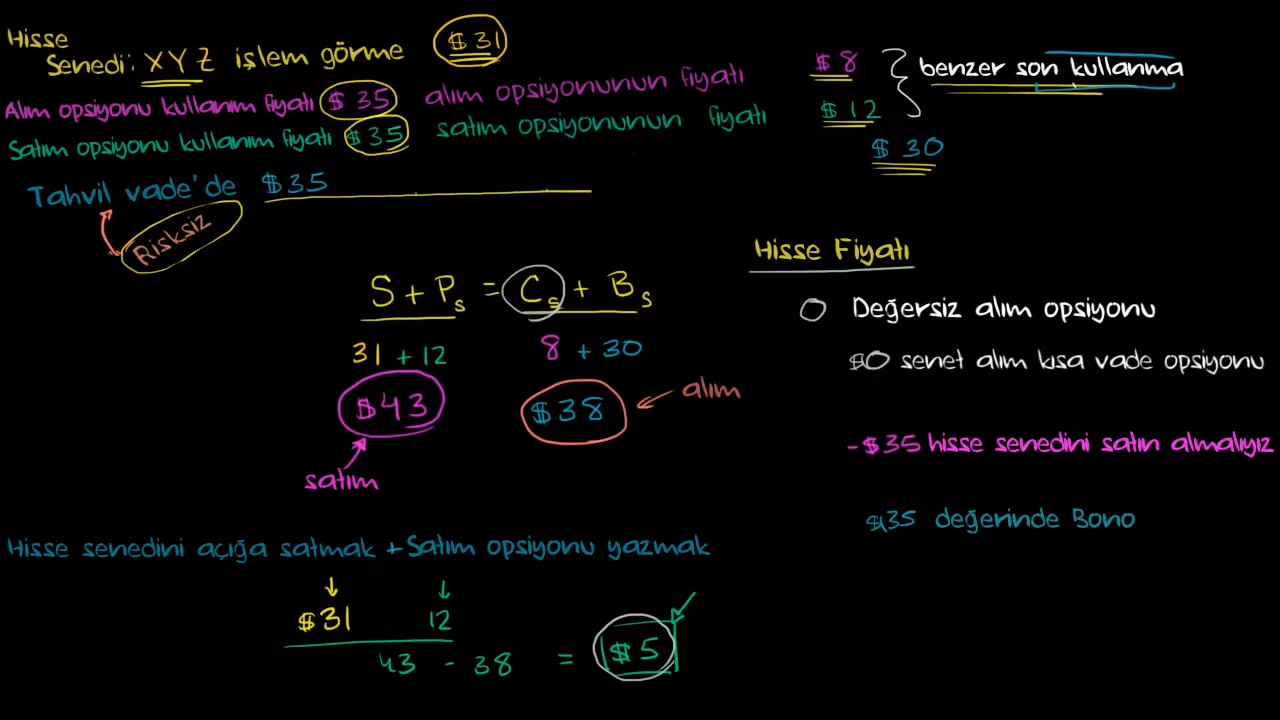 Hisse
Senedi: XYZ işlem görme $31
Alım opsiyonu kullanım fiyatı $35 alım opsiyonunun fiyatı $8
Satım opsiyonu kullanım fiyatı $35 satım opsiyonunun fiyatı $12
benzer son kullanma
Tahvil vade'de $35 $30
Risksiz
S + Ps = Cs + Bs
31 + 12 8 + 30
$43 $38 alım
satım
Hisse senedini açığa satmak + Satım opsiyonu yazmak
$31 12
43 - 38 = $5
Hisse Fiyatı
0 Değersiz alım opsiyonu
$0 senet alım kısa vade opsiyonu
-$35 hisse senedini satın almalıyız
$35 değerinde Bono